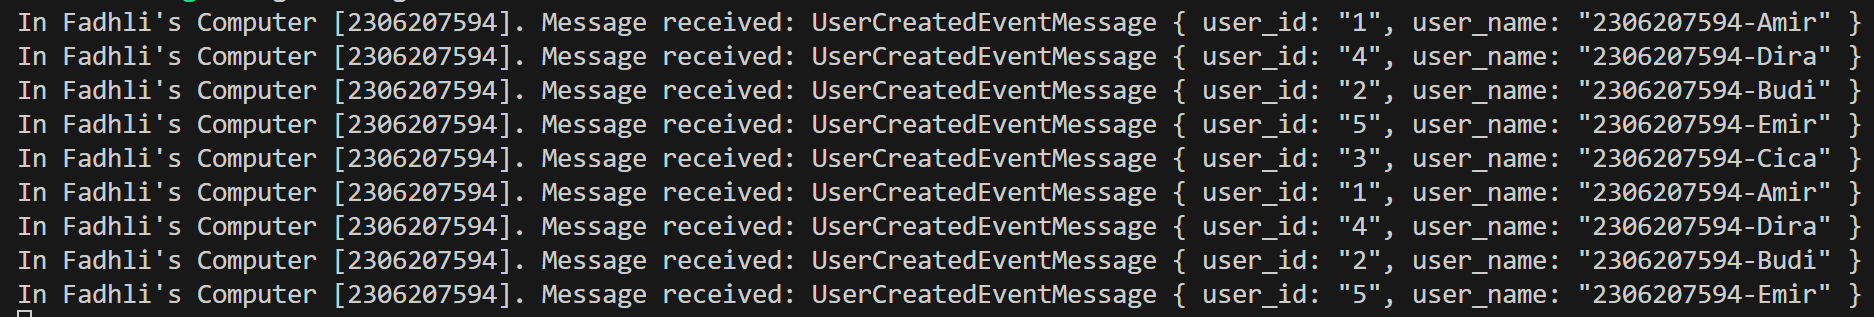 In Fadhli's Computer [2306207594]. Message received: UserCreatedEventMessage { user_id: "1", user_name: "2306207594-Amir" }
In Fadhli's Computer [2306207594]. Message received: UserCreatedEventMessage { user_id: "4", user_name: "2306207594-Dira" }
In Fadhli's Computer [2306207594]. Message received: UserCreatedEventMessage { user_id: "2", user_name: "2306207594-Budi" }
In Fadhli's Computer [2306207594]. Message received: UserCreatedEventMessage { user_id: "5", user_name: "2306207594-Emir" }
In Fadhli's Computer [2306207594]. Message received: UserCreatedEventMessage { user_id: "3", user_name: "2306207594-Cica" }
In Fadhli's Computer [2306207594]. Message received: UserCreatedEventMessage { user_id: "1", user_name: "2306207594-Amir" }
In Fadhli's Computer [2306207594]. Message received: UserCreatedEventMessage { user_id: "4", user_name: "2306207594-Dira" }
In Fadhli's Computer [2306207594]. Message received: UserCreatedEventMessage { user_id: "2", user_name: "2306207594-Budi" }
In Fadhli's Computer [2306207594]. Message received: UserCreatedEventMessage { user_id: "5", user_name: "2306207594-Emir" }